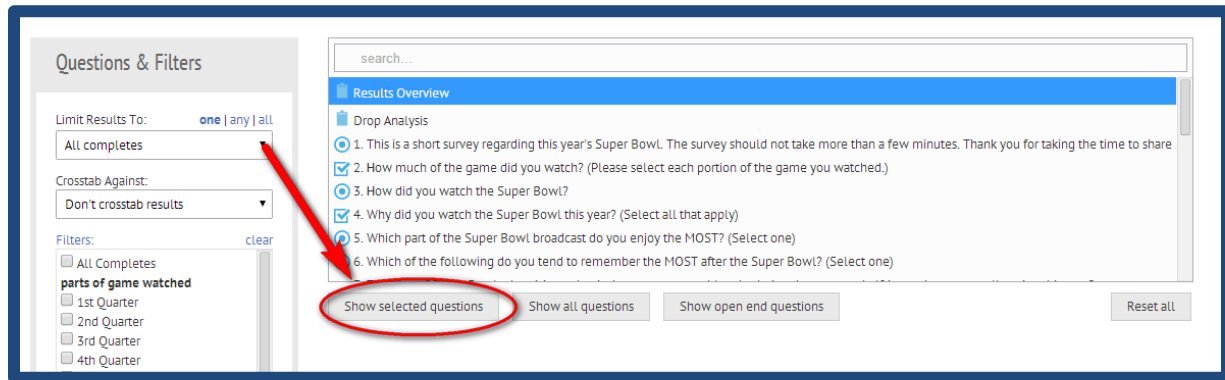 Questions & Filters
Limit Results To: one | any | all
All completes
Crosstab Against:
Don't crosstab results
Filters: clear
All Completes
parts of game watched
1st Quarter
2nd Quarter
3rd Quarter
4th Quarter
search...
Results Overview
Drop Analysis
1. This is a short survey regarding this year's Super Bowl. The survey should not take more than a few minutes. Thank you for taking the time to share
2. How much of the game did you watch? (Please select each portion of the game you watched.)
3. How did you watch the Super Bowl?
4. Why did you watch the Super Bowl this year? (Select all that apply)
5. Which part of the Super Bowl broadcast do you enjoy the MOST? (Select one)
6. Which of the following do you tend to remember the MOST after the Super Bowl? (Select one)
Show selected questions Show all questions Show open end questions Reset all